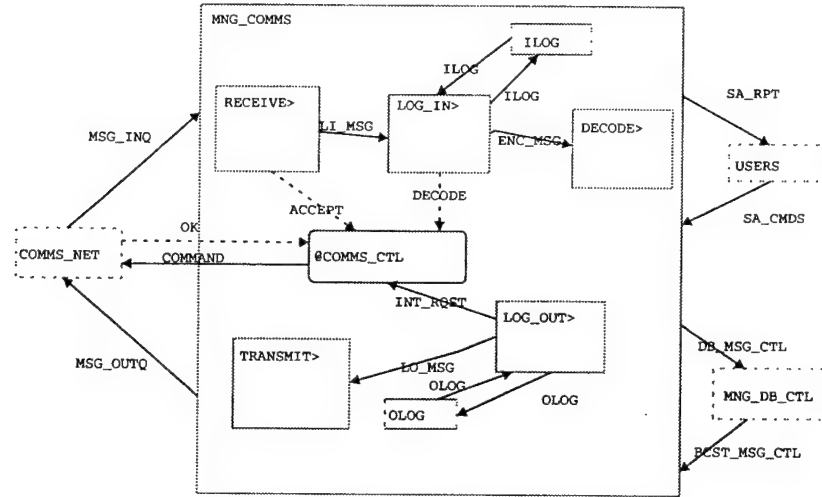 MNG_COMMS
ILOG
ILOG
ILOG
SA_RPT
RECEIVE>
LOG_IN>
LI_MSG
ENC_MSG
DECODE>
MSG_INQ
USERS
ACCEPT
DECODE
SA_CMDS
OK
COMMS_NET
COMMAND
@COMMS_CTL
INT_RQST
LOG_OUT>
MSG_OUTQ
TRANSMIT>
LO_MSG
DB_MSG_CTL
OLOG
OLOG
OLOG
MNG_DB_CTL
BCST_MSG_CTL